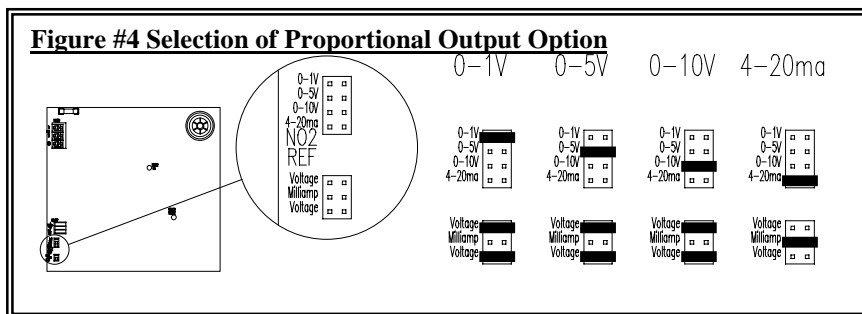 Figure #4 Selection of Proportional Output Option
0-1V
0-5V
0-10V
4-20ma
NO2
REF
Voltage
Milliamp
Voltage
0-1V 0-5V 0-10V 4-20ma
0-1V
0-5V
0-10V
4-20ma
0-1V
0-5V
0-10V
4-20ma
0-1V
0-5V
0-10V
4-20ma
0-1V
0-5V
0-10V
4-20ma
Voltage
Milliamp
Voltage
Voltage
Milliamp
Voltage
Voltage
Milliamp
Voltage
Voltage
Milliamp
Voltage